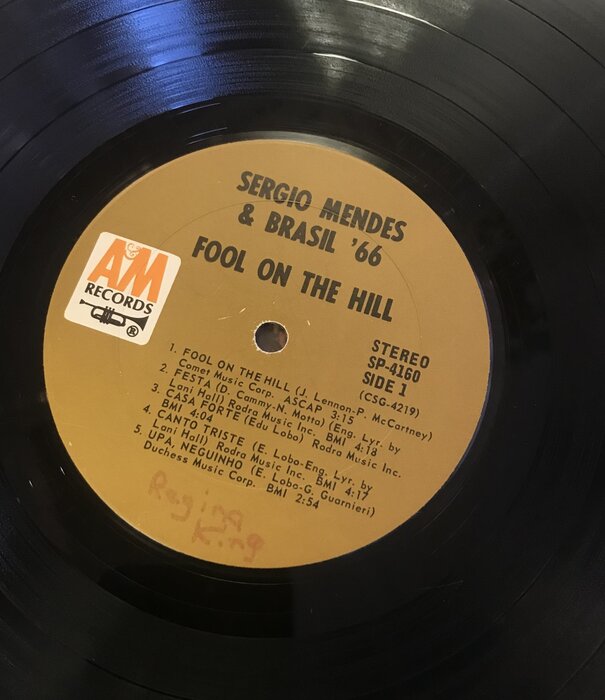 SERGIO MENDES
& BRASIL '66
FOOL ON THE HILL
A&M
RECORDS
®
STEREO
SP-4160
SIDE 1
(CSG-4219)
1. FOOL ON THE HILL (J. Lennon-P. McCartney)
Comet Music Corp. ASCAP 3:15
2. FESTA (D. Cammy-N. Motta) (Eng. Lyr. by
Lani Hall) Rodra Music Inc. BMI 4:18
3. CASA FORTE (Edu Lobo) Rodra Music Inc.
BMI 4:04
4. CANTO TRISTE (E. Lobo-Eng. Lyr. by
Lani Hall) Rodra Music Inc. BMI 4:17
5. UPA, NEGUINHO (E. Lobo-G. Guarnieri)
Duchess Music Corp. BMI 2:54
Regina
King